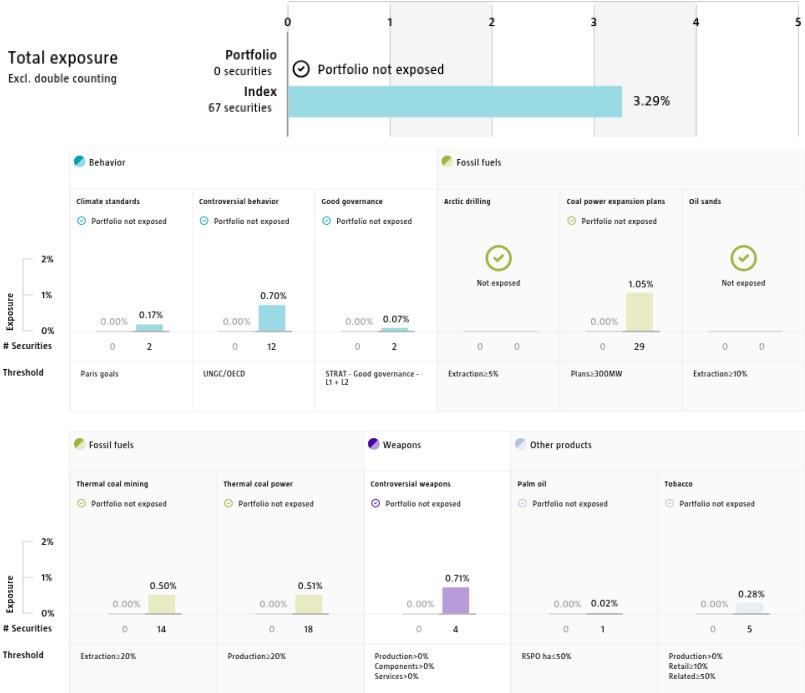 0 1 2 3 4 5
Total exposure
Excl. double counting
Portfolio
0 securities
Portfolio not exposed
Index
67 securities
3.29%
Behavior
Fossil fuels
Climate standards
Controversial behavior
Good governance
Arctic drilling
Coal power expansion plans
Oil sands
Portfolio not exposed
Portfolio not exposed
Portfolio not exposed
Portfolio not exposed
Not exposed
Not exposed
Exposure
2%
1%
0%
0.00% 0.17%
0.00% 0.70%
0.00% 0.07%
0.00% 1.05%
# Securities
0 2
0 12
0 2
0 0
0 29
0 0
Threshold
Paris goals
UNGC/OECD
STRAT - Good governance -
L1 + L2
Extraction≥5%
Plans≥300MW
Extraction≥10%
Fossil fuels
Weapons
Other products
Thermal coal mining
Thermal coal power
Controversial weapons
Palm oil
Tobacco
Portfolio not exposed
Portfolio not exposed
Portfolio not exposed
Portfolio not exposed
Portfolio not exposed
Exposure
2%
1%
0%
0.00% 0.50%
0.00% 0.51%
0.00% 0.71%
0.00% 0.02%
0.00% 0.28%
# Securities
0 14
0 18
0 4
0 1
0 5
Threshold
Extraction≥20%
Production≥20%
Production>0%
Components>0%
Services>0%
RSPO ha≤50%
Production>0%
Retail≥10%
Related≥50%